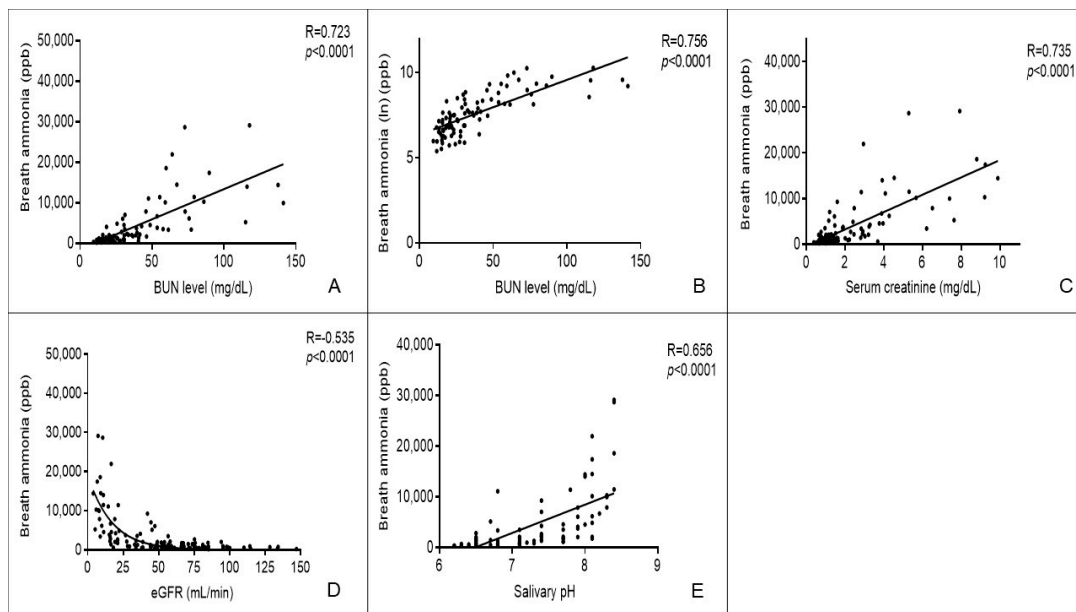 R=0.723
p<0.0001
Breath ammonia (ppb)
50,000
40,000
30,000
20,000
10,000
0
0 50 100 150
BUN level (mg/dL)
A
R=0.756
p<0.0001
Breath ammonia (ln) (ppb)
10
5
0
0 50 100 150
BUN level (mg/dL)
B
R=0.735
p<0.0001
Breath ammonia (ppb)
50,000
40,000
30,000
20,000
10,000
0
0 2 4 6 8 10
Serum creatinine (mg/dL)
C
R=-0.535
p<0.0001
Breath ammonia (ppb)
50,000
40,000
30,000
20,000
10,000
0
0 25 50 75 100 125 150
eGFR (mL/min)
D
R=0.656
p<0.0001
Breath ammonia (ppb)
40,000
30,000
20,000
10,000
0
6 7 8 9
Salivary pH
E